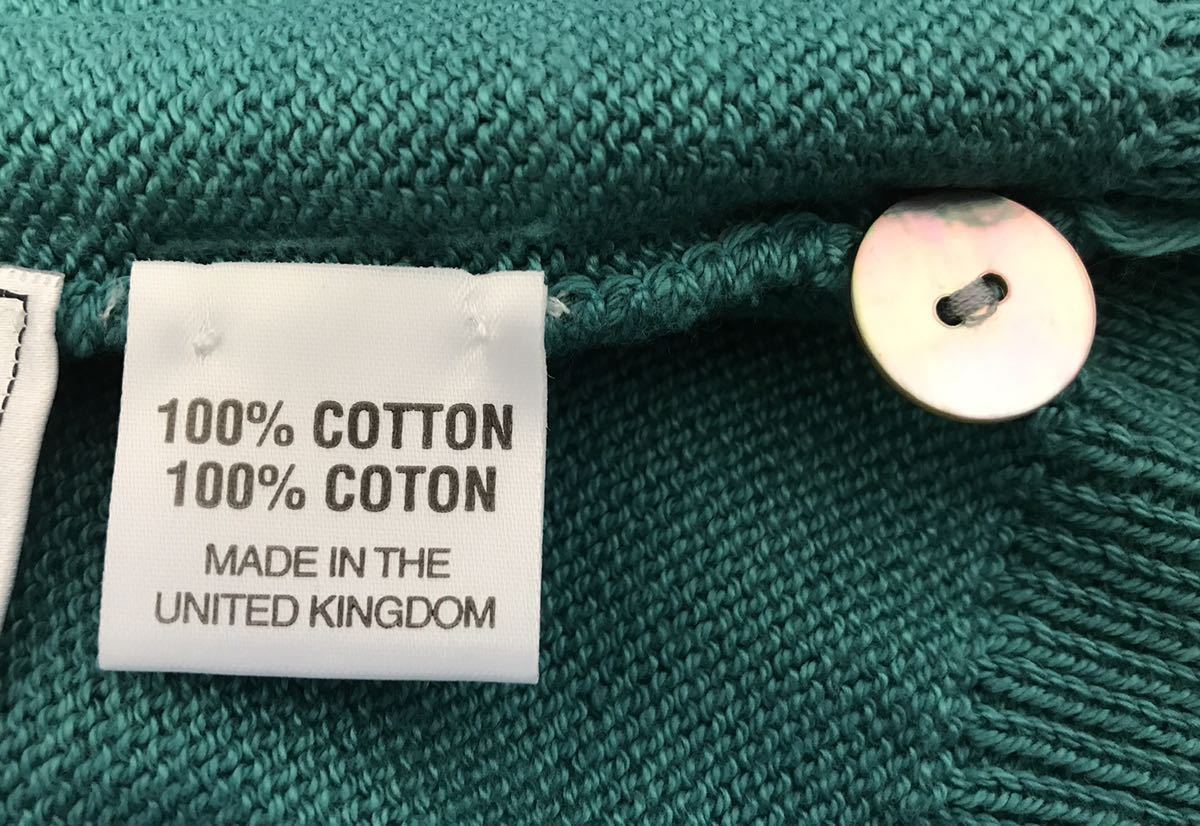 100% COTTON
100% COTON
MADE IN THE
UNITED KINGDOM